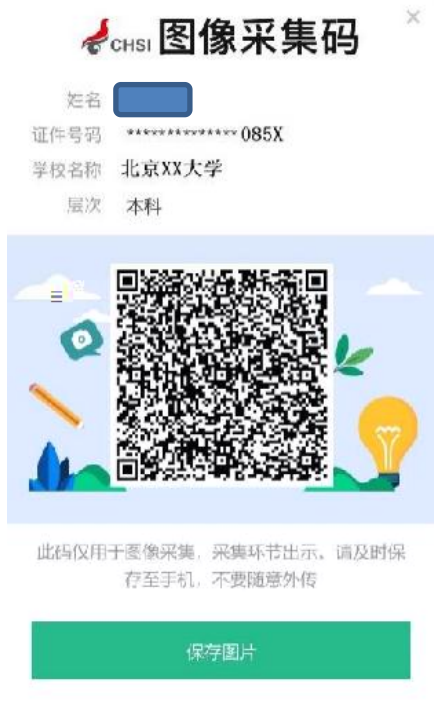 CHSI 图像采集码
姓名
证件号码 **************085X
学校名称 北京XX大学
层次 本科
此码仅用于图像采集，采集环节出示、请及时保
存至手机，不要随意外传
保存图片